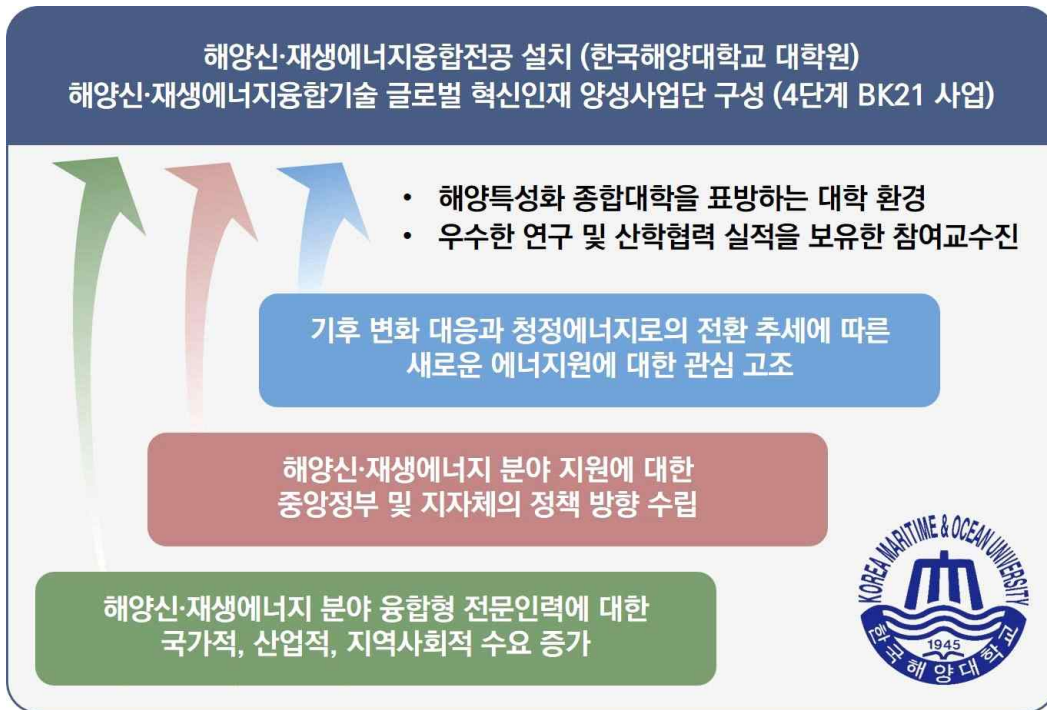 해양신·재생에너지융합전공 설치 (한국해양대학교 대학원)
해양신·재생에너지융합기술 글로벌 혁신인재 양성사업단 구성 (4단계 BK21 사업)
• 해양특성화 종합대학을 표방하는 대학 환경
• 우수한 연구 및 산학협력 실적을 보유한 참여교수진
기후 변화 대응과 청정에너지로의 전환 추세에 따른
새로운 에너지원에 대한 관심 고조
해양신·재생에너지 분야 지원에 대한
중앙정부 및 지자체의 정책 방향 수립
해양신·재생에너지 분야 융합형 전문인력에 대한
국가적, 산업적, 지역사회적 수요 증가
KOREA MARITIME & OCEAN UNIVERSITY
1945
한국해양대학교